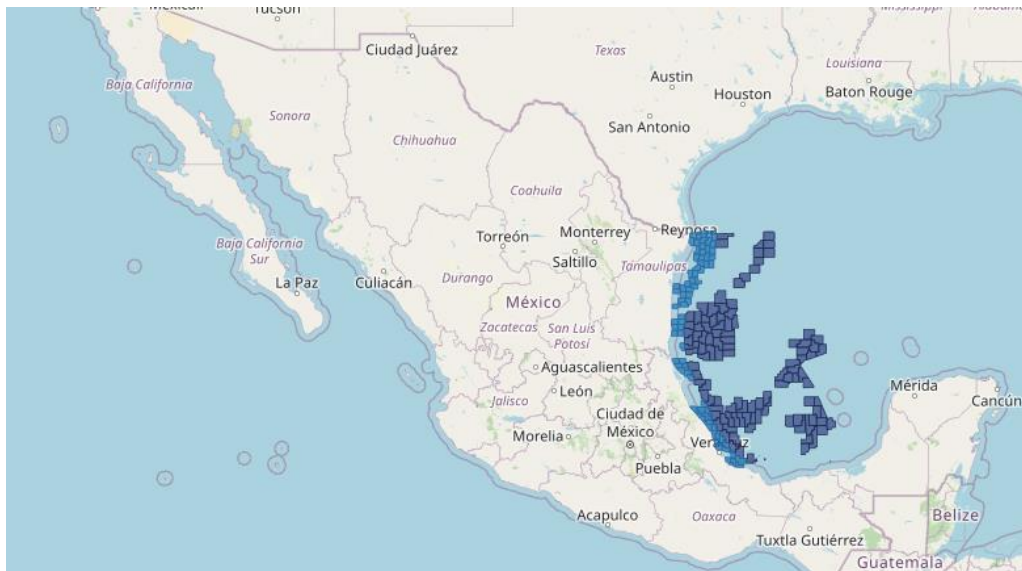 Tucson
Ciudad Juárez
Texas
Louisiana
Baja California
Austin
Baton Rouge
Houston
Sonora
San Antonio
Chihuahua
Coahuila
Reynosa
Monterrey
Torreón
Baja California
Sur
Saltillo
Tamaulipas
La Paz
Culiacán
Durango
México
Zacatecas
San Luis
Potosí
Aguascalientes
Mérida
León
Cancún
Jalisco
Ciudad de
México
Morelia
Veracruz
Puebla
Acapulco
Oaxaca
Belize
Tuxtla Gutiérrez
Guatemala